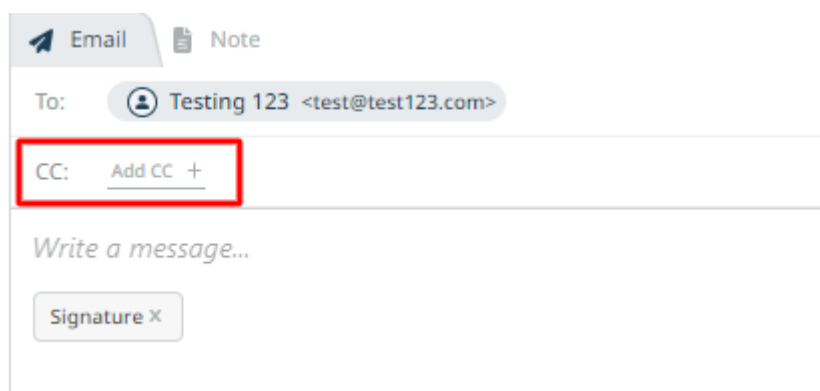 Email Note
To: Testing 123 <test@test123.com>
CC: Add CC +
Write a message...
Signature x